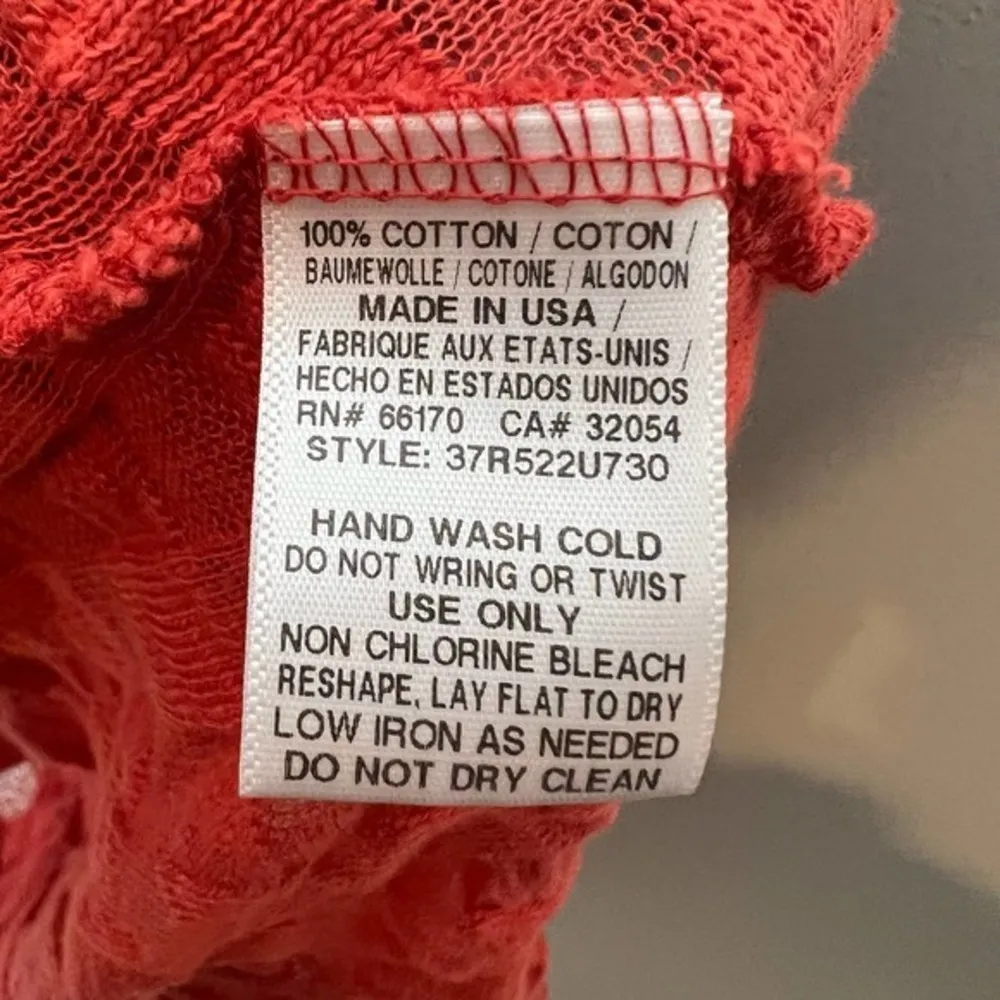 100% COTTON / COTON /
BAUMEWOLLE / COTONE / ALGODON
MADE IN USA /
FABRIQUE AUX ETATS-UNIS /
HECHO EN ESTADOS UNIDOS
RN# 66170 CA# 32054
STYLE: 37R522U730
HAND WASH COLD
DO NOT WRING OR TWIST
USE ONLY
NON CHLORINE BLEACH
RESHAPE, LAY FLAT TO DRY
LOW IRON AS NEEDED
DO NOT DRY CLEAN